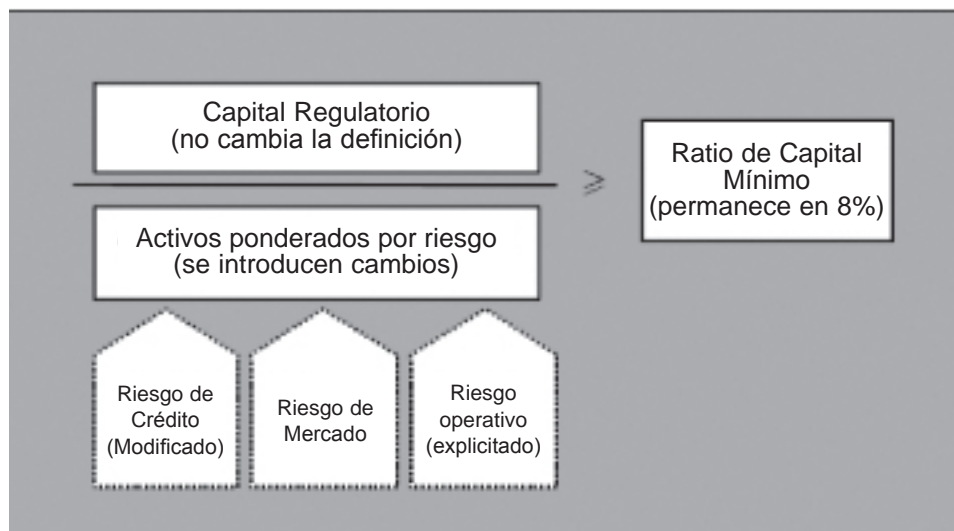 Capital Regulatorio
(no cambia la definición)
≥
Ratio de Capital
Mínimo
(permanece en 8%)
Activos ponderados por riesgo
(se introducen cambios)
Riesgo de
Crédito
(Modificado)
Riesgo de
Mercado
Riesgo
operativo
(explicitado)